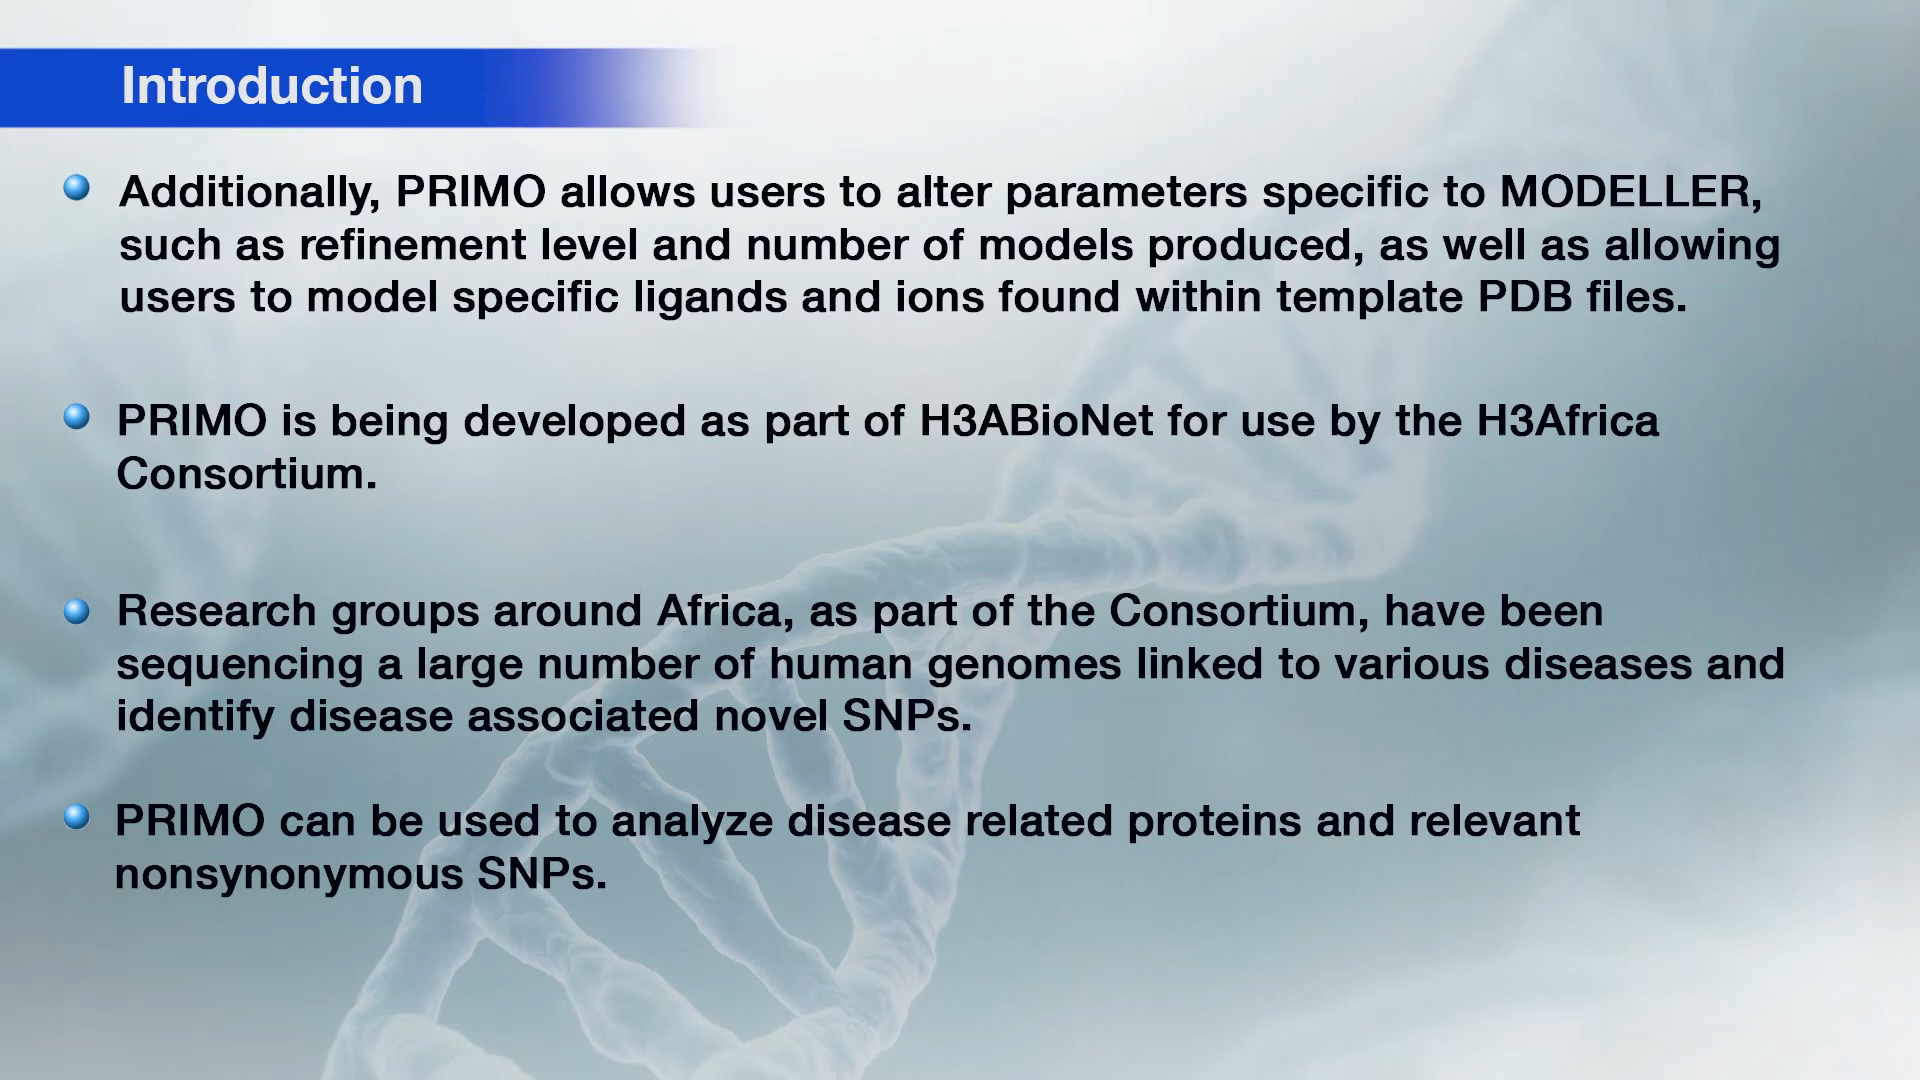 Introduction
Additionally, PRIMO allows users to alter parameters specific to MODELLER,
such as refinement level and number of models produced, as well as allowing
users to model specific ligands and ions found within template PDB files.
PRIMO is being developed as part of H3ABioNet for use by the H3Africa
Consortium.
Research groups around Africa, as part of the Consortium, have been
sequencing a large number of human genomes linked to various diseases and
identify disease associated novel SNPs.
PRIMO can be used to analyze disease related proteins and relevant
nonsynonymous SNPs.